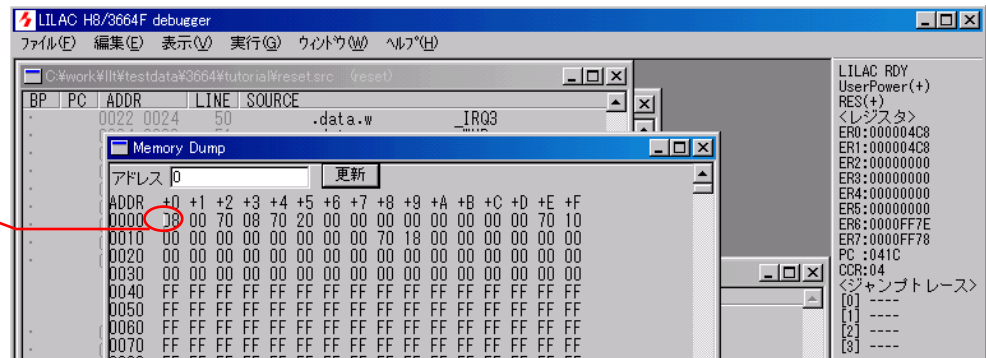 LILAC H8/3664F debugger
ファイル(F) 編集(E) 表示(V) 実行(G) ウィンドウ(W) ヘルプ(H)
C:¥work¥llt¥testdata¥3664¥tutorial¥reset.src (reset)
BP PC ADDR LINE SOURCE
0022 0024 50 .data.w _IRQ3
Memory Dump
アドレス 0 更新
ADDR +0 +1 +2 +3 +4 +5 +6 +7 +8 +9 +A +B +C +D +E +F
0000 08 00 70 08 70 20 00 00 00 00 00 00 00 00 70 10
0010 00 00 00 00 00 00 00 00 70 18 00 00 00 00 00 00
0020 00 00 00 00 00 00 00 00 00 00 00 00 00 00 00 00
0030 00 00 00 00 00 00 00 00 00 00 00 00 00 00 00 00
0040 FF FF FF FF FF FF FF FF FF FF FF FF FF FF FF FF
0050 FF FF FF FF FF FF FF FF FF FF FF FF FF FF FF FF
0060 FF FF FF FF FF FF FF FF FF FF FF FF FF FF FF FF
0070 FF FF FF FF FF FF FF FF FF FF FF FF FF FF FF FF
LILAC RDY
UserPower(+)
RES(+)
<レジスタ>
ER0:000004C8
ER1:000004C8
ER2:00000000
ER3:00000000
ER4:00000000
ER5:00000000
ER6:0000FF7E
ER7:0000FF78
PC :041C
CCR:04
<ジャンプトレース>
[0] ----
[1] ----
[2] ----
[3] ----